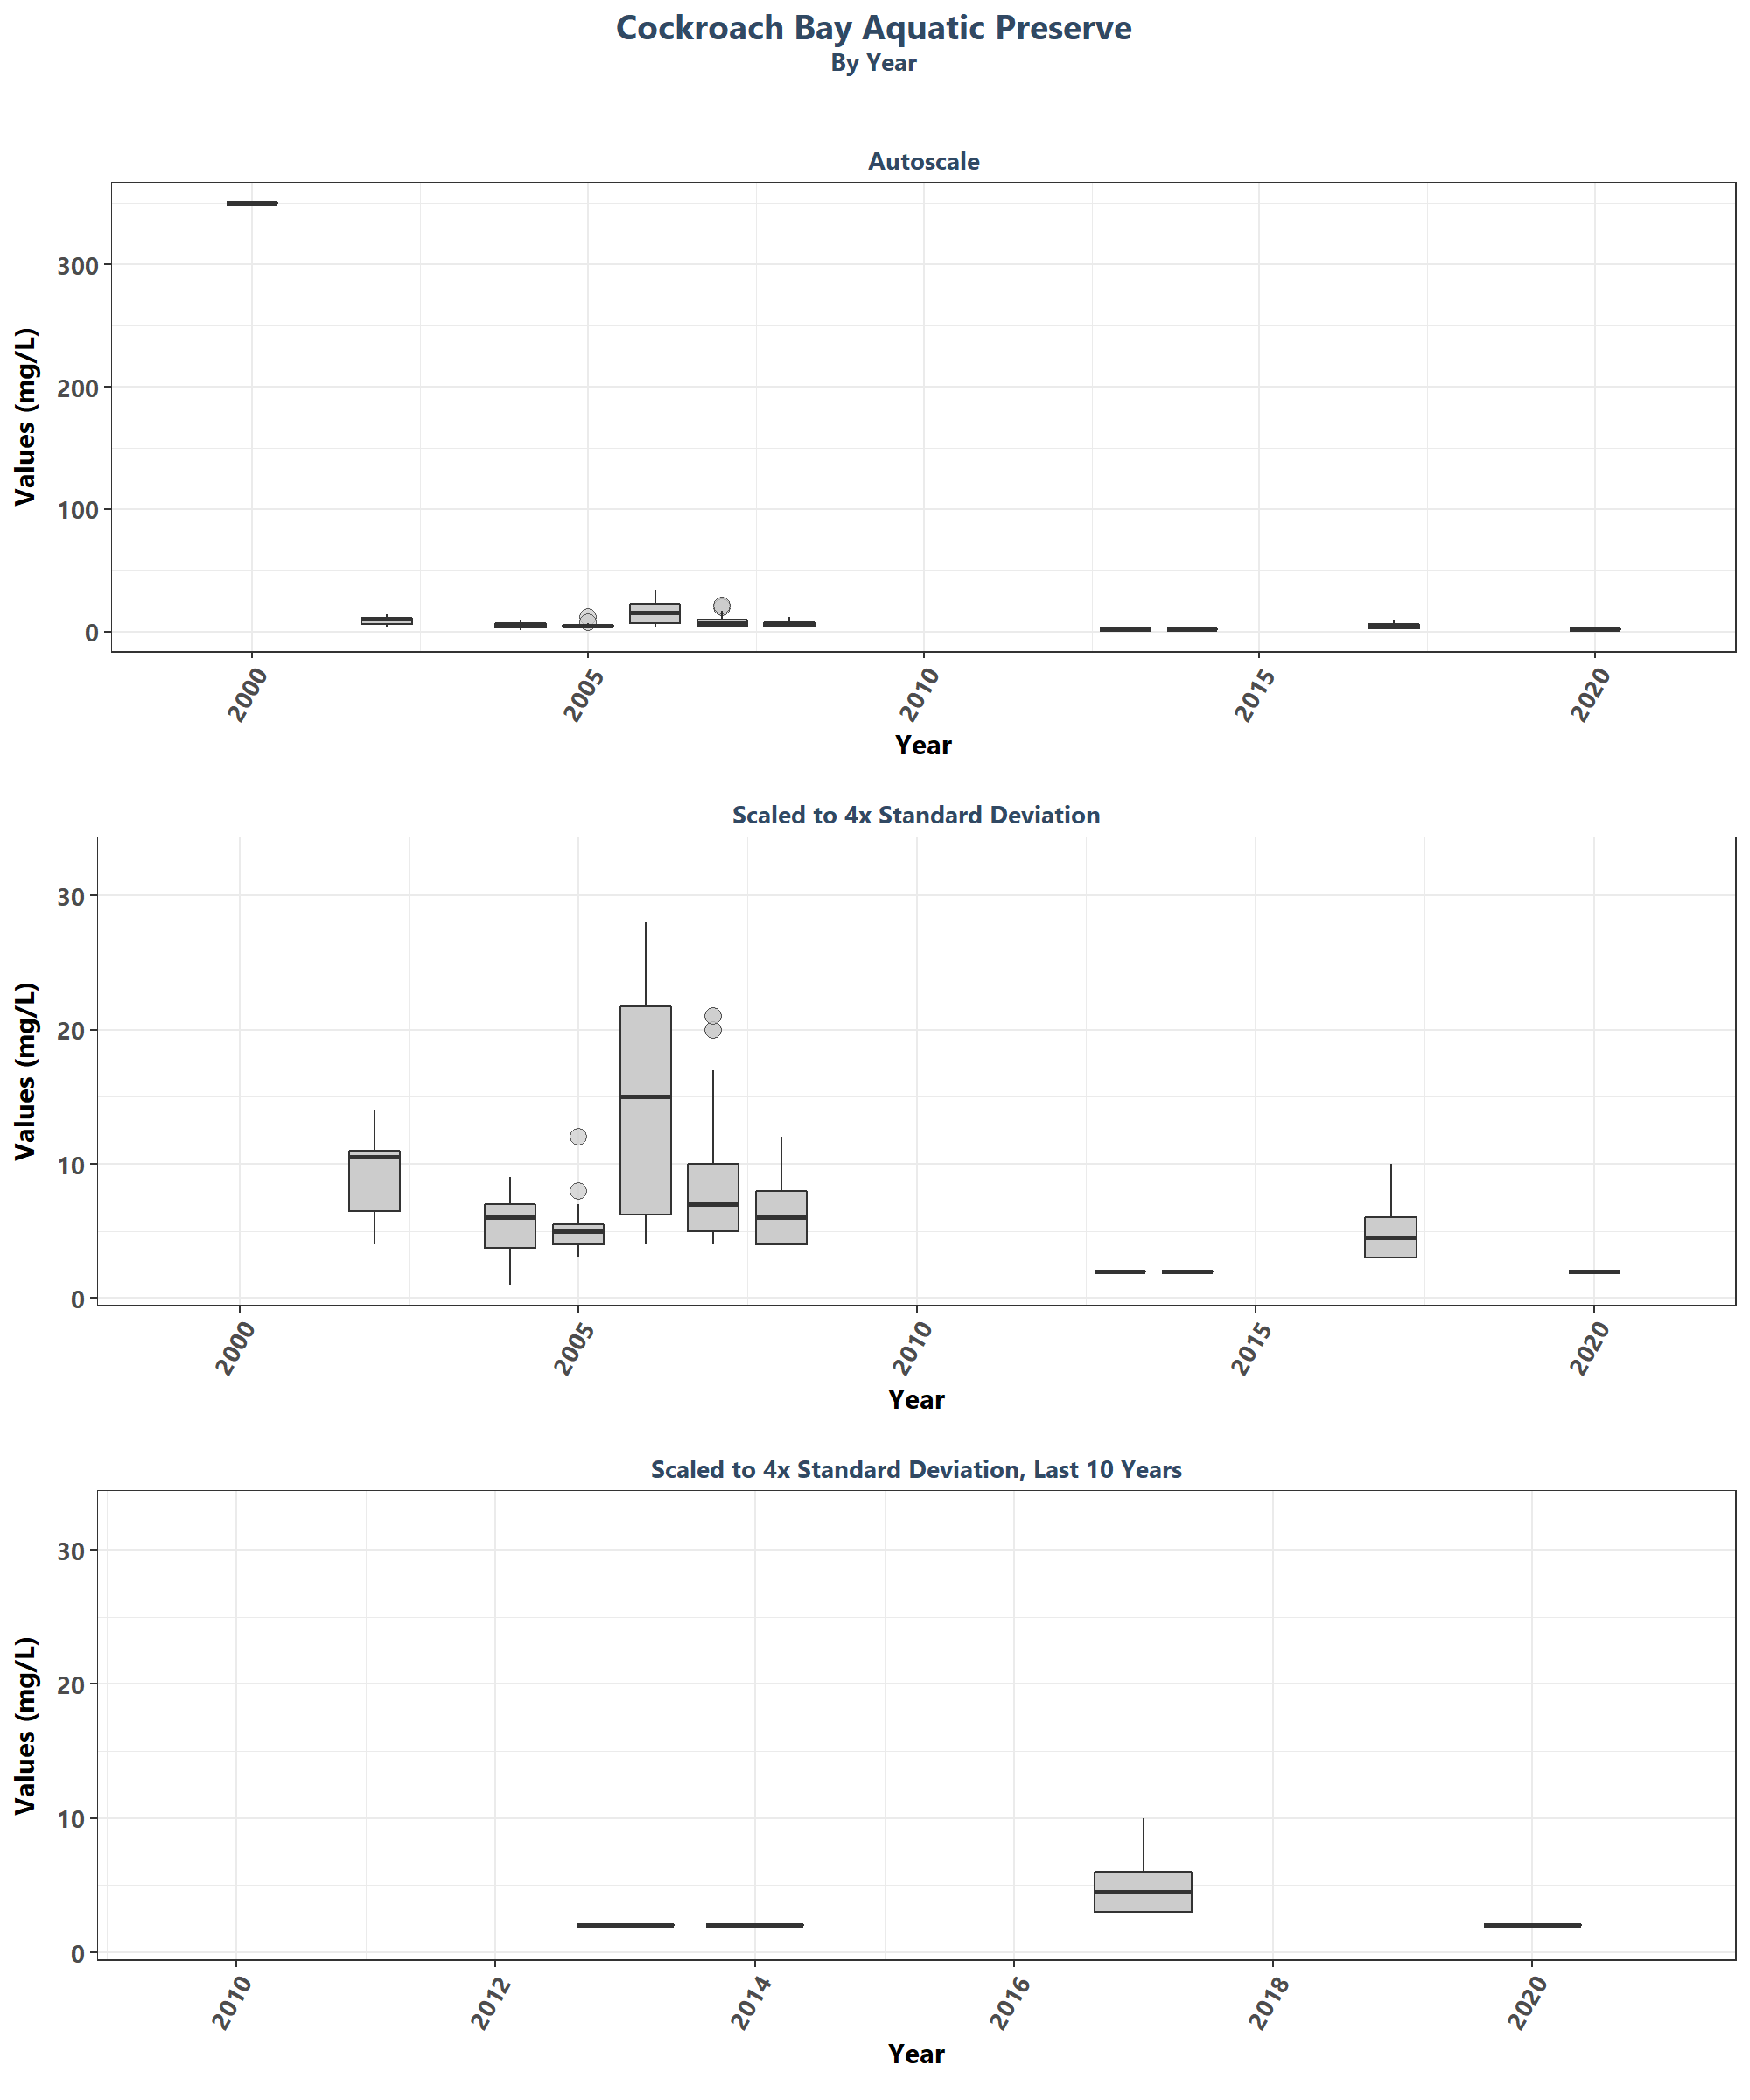 Cockroach Bay Aquatic Preserve
By Year
Autoscale
Values (mg/L)
300
200
100
0
2000 2005 2010 2015 2020
Year
Scaled to 4x Standard Deviation
Values (mg/L)
30
20
10
0
2000 2005 2010 2015 2020
Year
Scaled to 4x Standard Deviation, Last 10 Years
Values (mg/L)
30
20
10
0
2010 2012 2014 2016 2018 2020
Year